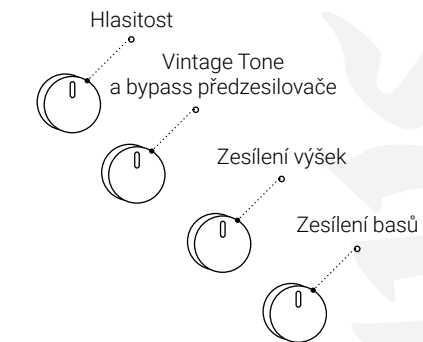 Hlasitost
Vintage Tone
a bypass předzesilovače
Zesílení výšek
Zesílení basů